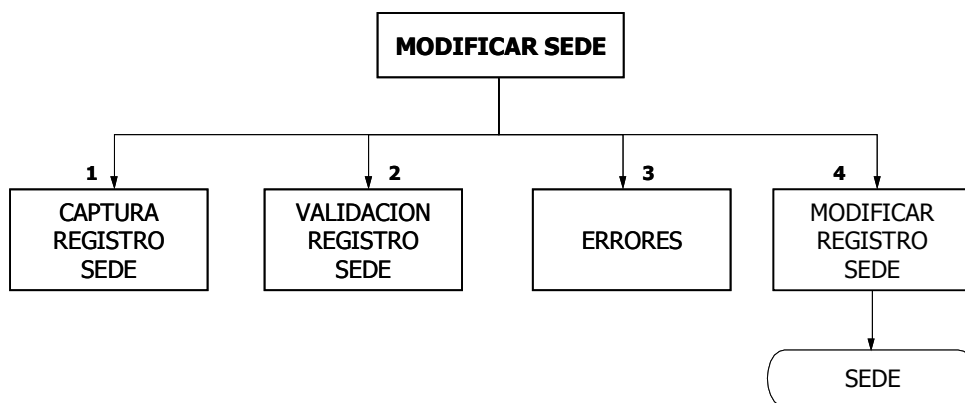 MODIFICAR SEDE
1
2
3
4
CAPTURA
REGISTRO
SEDE
VALIDACION
REGISTRO
SEDE
ERRORES
MODIFICAR
REGISTRO
SEDE
SEDE